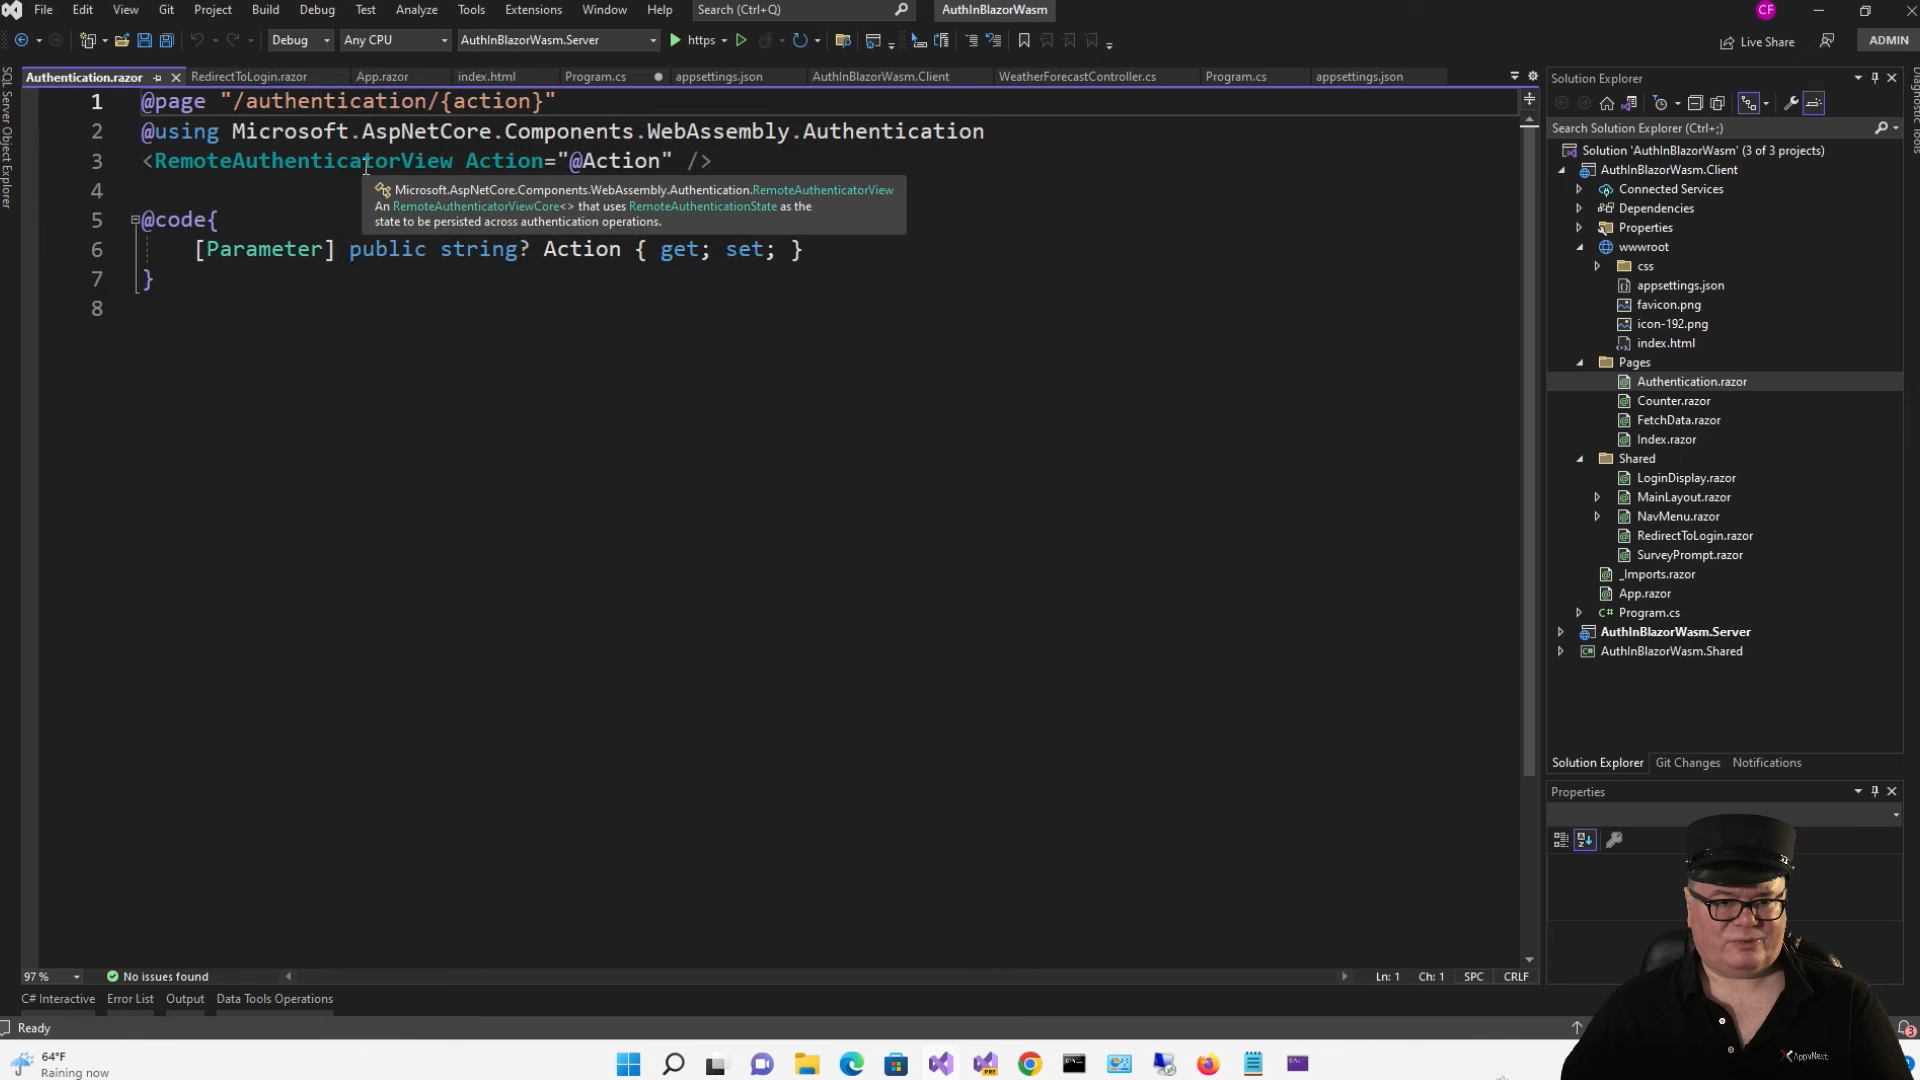 File Edit View Git Project Build Debug Test Analyze Tools Extensions Window Help Search (Ctrl+Q) AuthInBlazorWasm CF
Debug Any CPU AuthInBlazorWasm.Server https Live Share ADMIN
Authentication.razor RedirectToLogin.razor App.razor index.html Program.cs appsettings.json AuthInBlazorWasm.Client WeatherForecastController.cs Program.cs appsettings.json
SQL Server Object Explorer
1 @page "/authentication/{action}"
2 @using Microsoft.AspNetCore.Components.WebAssembly.Authentication
3 <RemoteAuthenticatorView Action="@Action" />
4
Microsoft.AspNetCore.Components.WebAssembly.Authentication.RemoteAuthenticatorView
An RemoteAuthenticatorViewCore<> that uses RemoteAuthenticationState as the
state to be persisted across authentication operations.
5 @code{
6 [Parameter] public string? Action { get; set; }
7 }
8
Solution Explorer
Search Solution Explorer (Ctrl+;)
Solution 'AuthInBlazorWasm' (3 of 3 projects)
AuthInBlazorWasm.Client
Connected Services
Dependencies
Properties
wwwroot
css
appsettings.json
favicon.png
icon-192.png
index.html
Pages
Authentication.razor
Counter.razor
FetchData.razor
Index.razor
Shared
LoginDisplay.razor
MainLayout.razor
NavMenu.razor
RedirectToLogin.razor
SurveyPrompt.razor
_Imports.razor
App.razor
C# Program.cs
AuthInBlazorWasm.Server
AuthInBlazorWasm.Shared
Solution Explorer Git Changes Notifications
Properties
97 % No issues found Ln: 1 Ch: 1 SPC CRLF
C# Interactive Error List Output Data Tools Operations
Ready
64°F
Raining now
AppvNext